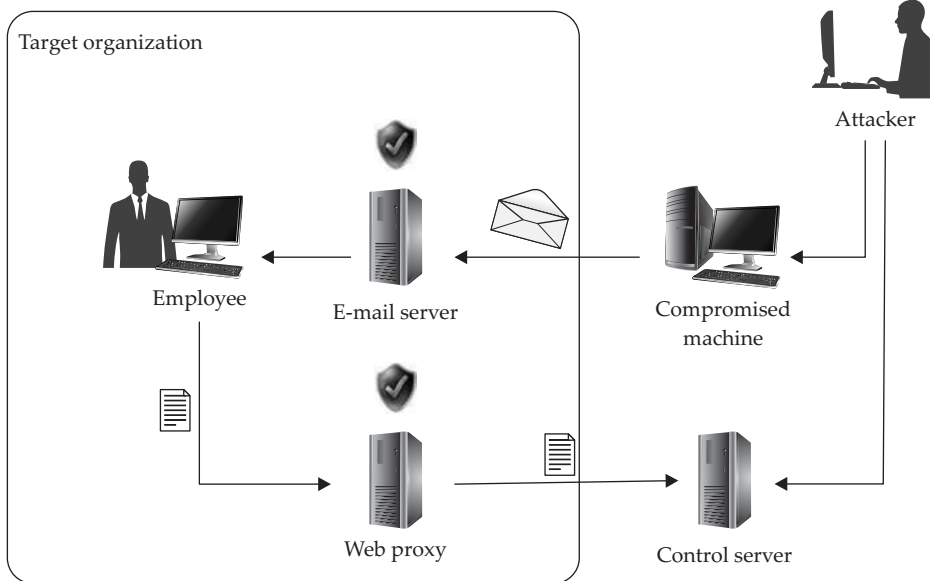 Target organization
Attacker
Employee
E-mail server
Compromised
machine
Web proxy
Control server